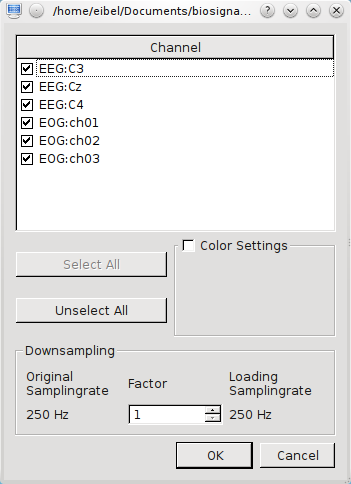 /home/eibel/Documents/biosigna...
Channel
EEG:C3
EEG:Cz
EEG:C4
EOG:ch01
EOG:ch02
EOG:ch03
Select All
Color Settings
Unselect All
Downsampling
Original Samplingrate
Factor
Loading Samplingrate
250 Hz
1
250 Hz
OK
Cancel